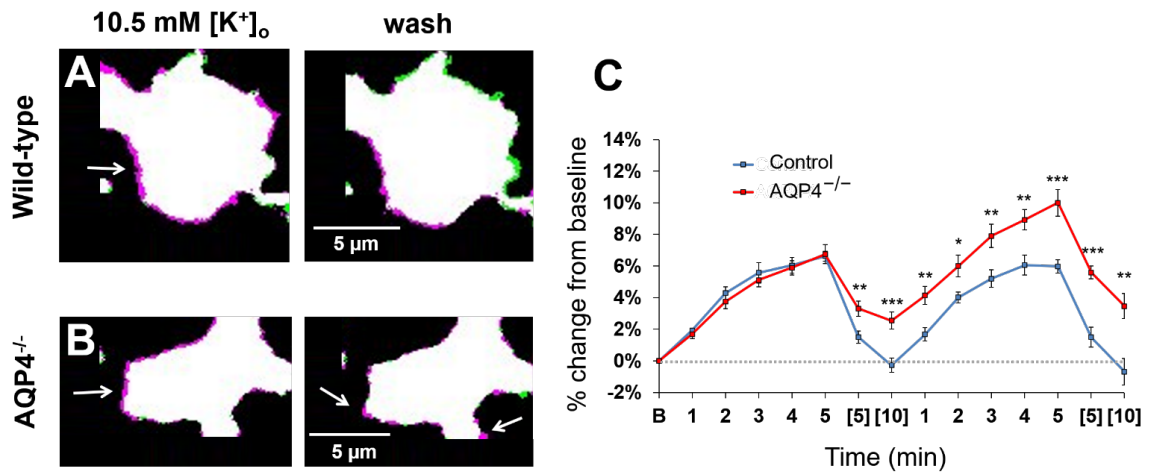 10.5 mM [K⁺]ₒ
wash
Wild-type
A
5 µm
AQP4-/-
B
5 µm
C
% change from baseline
14%
12%
10%
8%
6%
4%
2%
0%
-2%
Control
AQP4−/−
** *** ** * ** ** *** *** **
B 1 2 3 4 5 [5] [10] 1 2 3 4 5 [5] [10]
Time (min)